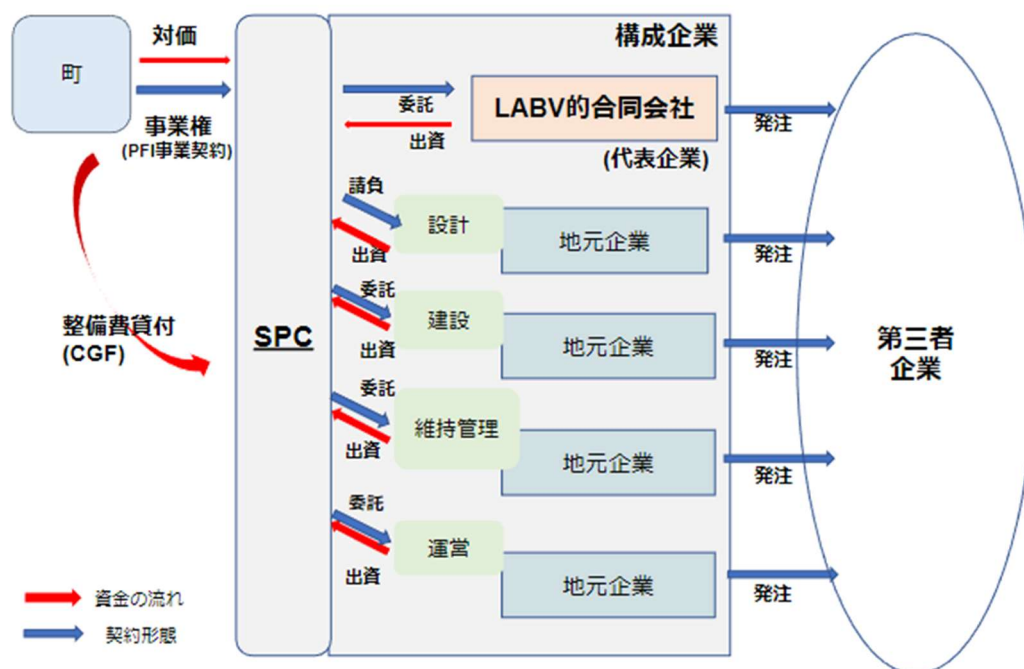 町
対価
事業権
(PFI事業契約)
整備費貸付
(CGF)
SPC
構成企業
委託
出資
LABV的合同会社
(代表企業)
発注
請負
出資
設計
地元企業
発注
委託
出資
建設
地元企業
発注
委託
出資
維持管理
地元企業
発注
委託
出資
運営
地元企業
発注
第三者
企業
資金の流れ
契約形態